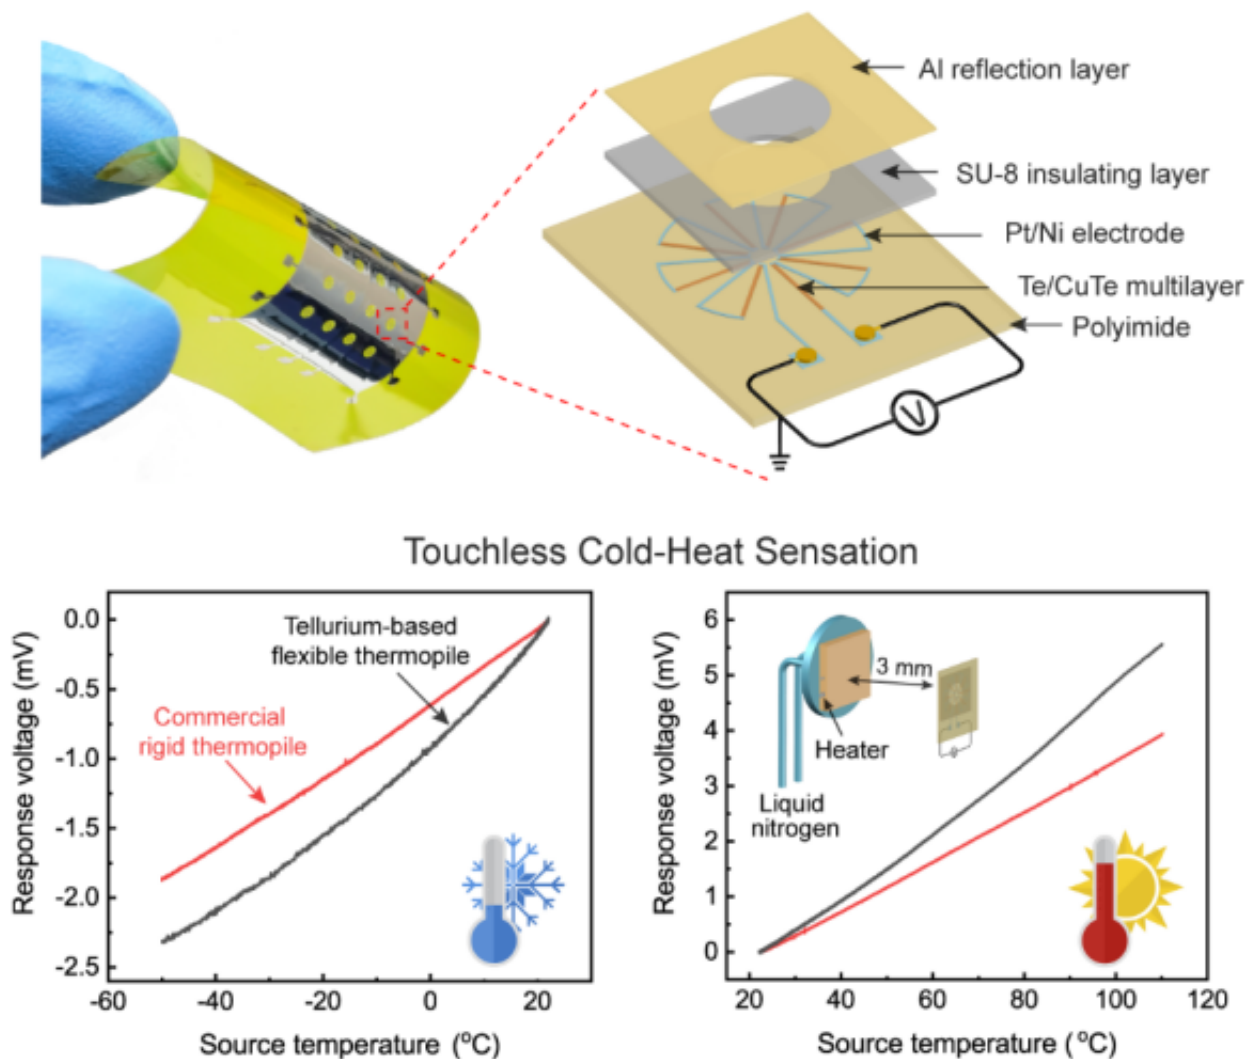 Al reflection layer
SU-8 insulating layer
Pt/Ni electrode
Te/CuTe multilayer
Polyimide
V
Touchless Cold-Heat Sensation
Response voltage (mV)
0.0
-0.5
-1.0
-1.5
-2.0
-2.5
-60
-40
-20
0
20
Source temperature (°C)
Tellurium-based
flexible thermopile
Commercial
rigid thermopile
Response voltage (mV)
6
5
4
3
2
1
0
20
40
60
80
100
120
Source temperature (°C)
3 mm
Heater
Liquid
nitrogen